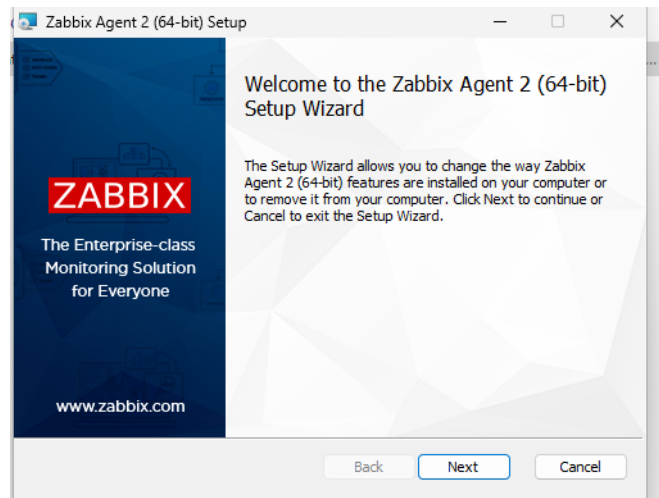 Zabbix Agent 2 (64-bit) Setup
Welcome to the Zabbix Agent 2 (64-bit)
Setup Wizard
The Setup Wizard allows you to change the way Zabbix
Agent 2 (64-bit) features are installed on your computer or
to remove it from your computer. Click Next to continue or
Cancel to exit the Setup Wizard.
ZABBIX
The Enterprise-class
Monitoring Solution
for Everyone
www.zabbix.com
Back Next Cancel